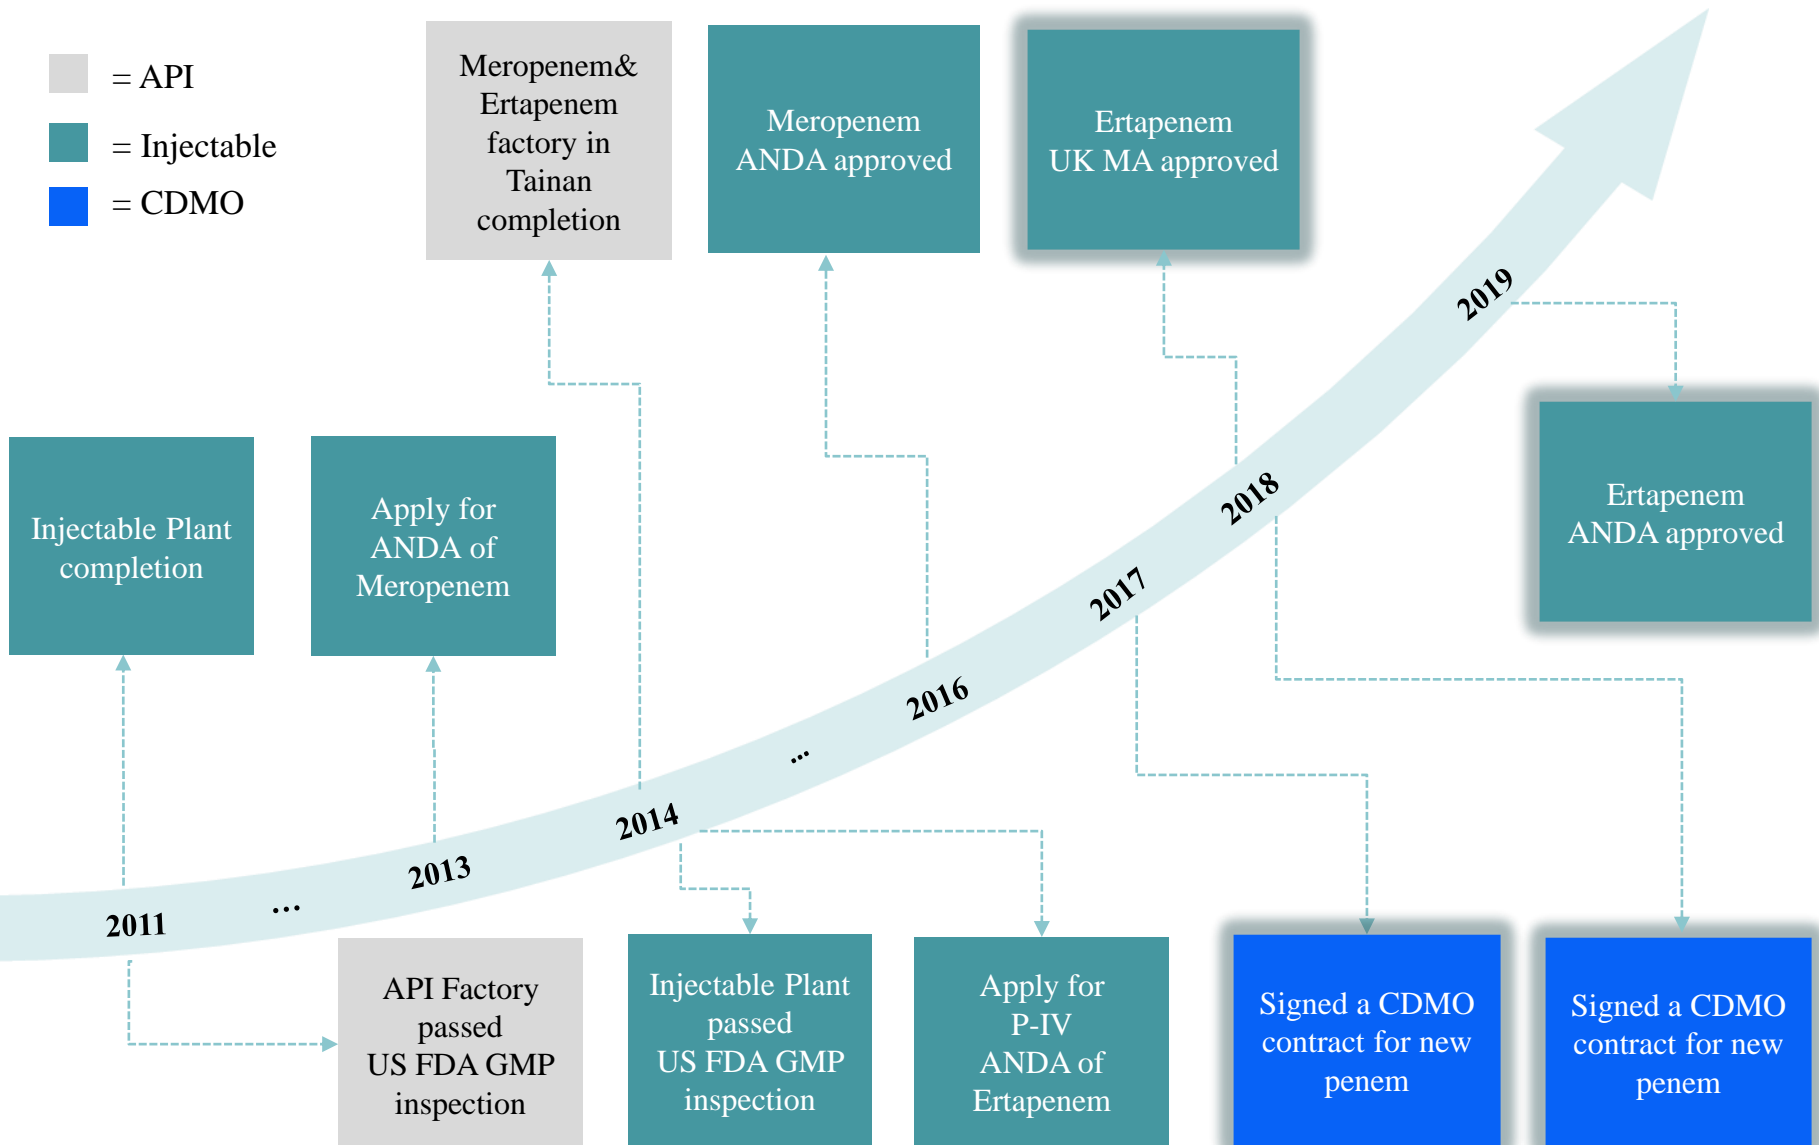 = API
= Injectable
= CDMO
Meropenem&
Ertapenem
factory in
Tainan
completion
Meropenem
ANDA approved
Ertapenem
UK MA approved
Injectable Plant
completion
Apply for
ANDA of
Meropenem
Ertapenem
ANDA approved
2011
...
2013
2014
...
2016
2017
2018
2019
API Factory
passed
US FDA GMP
inspection
Injectable Plant
passed
US FDA GMP
inspection
Apply for
P-IV
ANDA of
Ertapenem
Signed a CDMO
contract for new
penem
Signed a CDMO
contract for new
penem